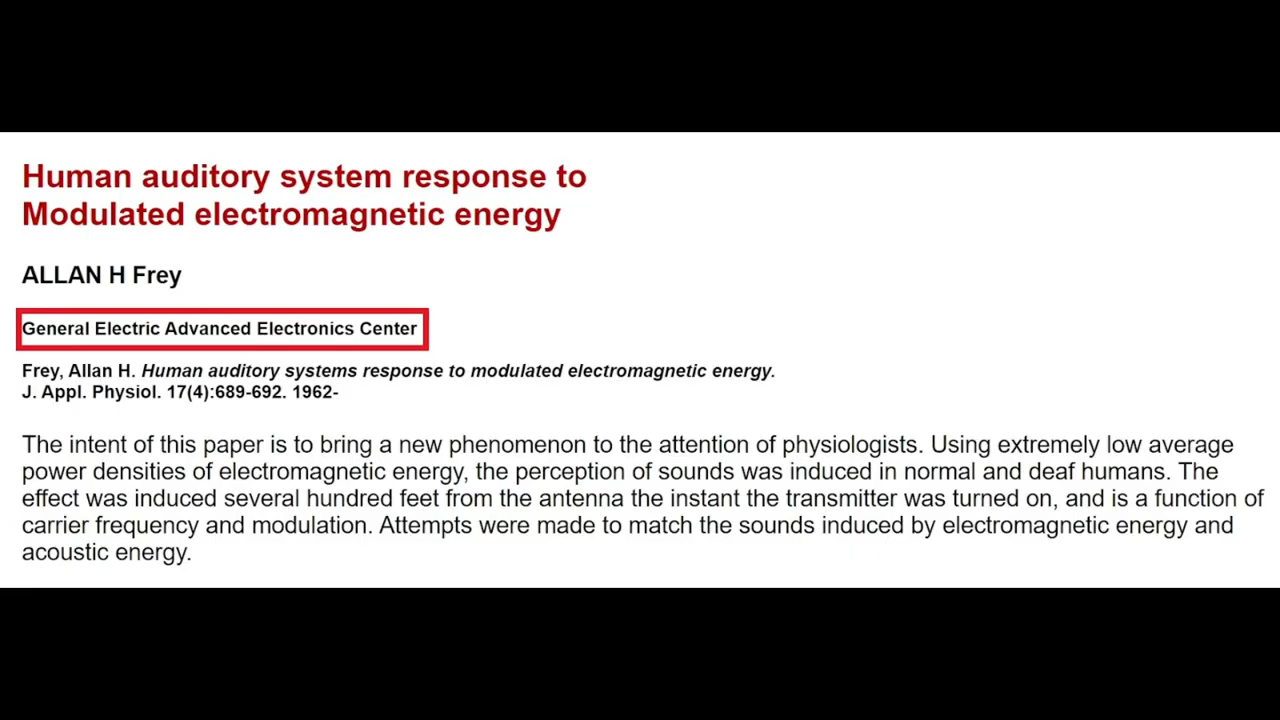 Human auditory system response to
Modulated electromagnetic energy
ALLAN H Frey
General Electric Advanced Electronics Center
Frey, Allan H. Human auditory systems response to modulated electromagnetic energy.
J. Appl. Physiol. 17(4):689-692. 1962-
The intent of this paper is to bring a new phenomenon to the attention of physiologists. Using extremely low average
power densities of electromagnetic energy, the perception of sounds was induced in normal and deaf humans. The
effect was induced several hundred feet from the antenna the instant the transmitter was turned on, and is a function of
carrier frequency and modulation. Attempts were made to match the sounds induced by electromagnetic energy and
acoustic energy.